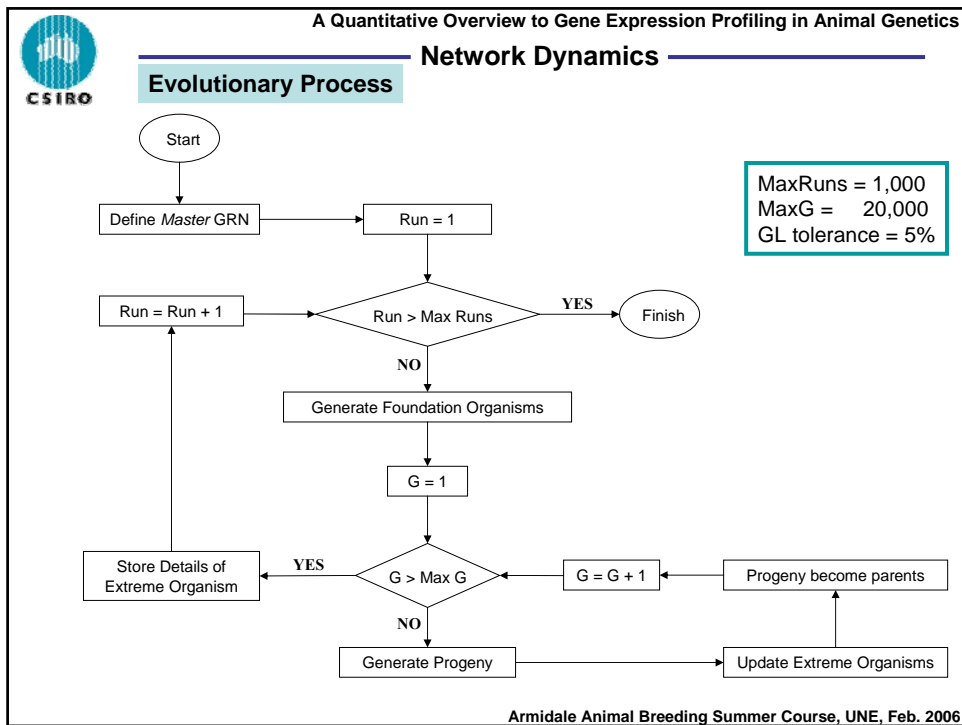 A Quantitative Overview to Gene Expression Profiling in Animal Genetics
Network Dynamics
CSIRO
Evolutionary Process
Start
MaxRuns = 1,000
MaxG = 20,000
GL tolerance = 5%
Define Master GRN
Run = 1
Run = Run + 1
Run > Max Runs
YES
Finish
NO
Generate Foundation Organisms
G = 1
Store Details of
Extreme Organism
YES
G > Max G
G = G + 1
Progeny become parents
NO
Generate Progeny
Update Extreme Organisms
Armidale Animal Breeding Summer Course, UNE, Feb. 2006